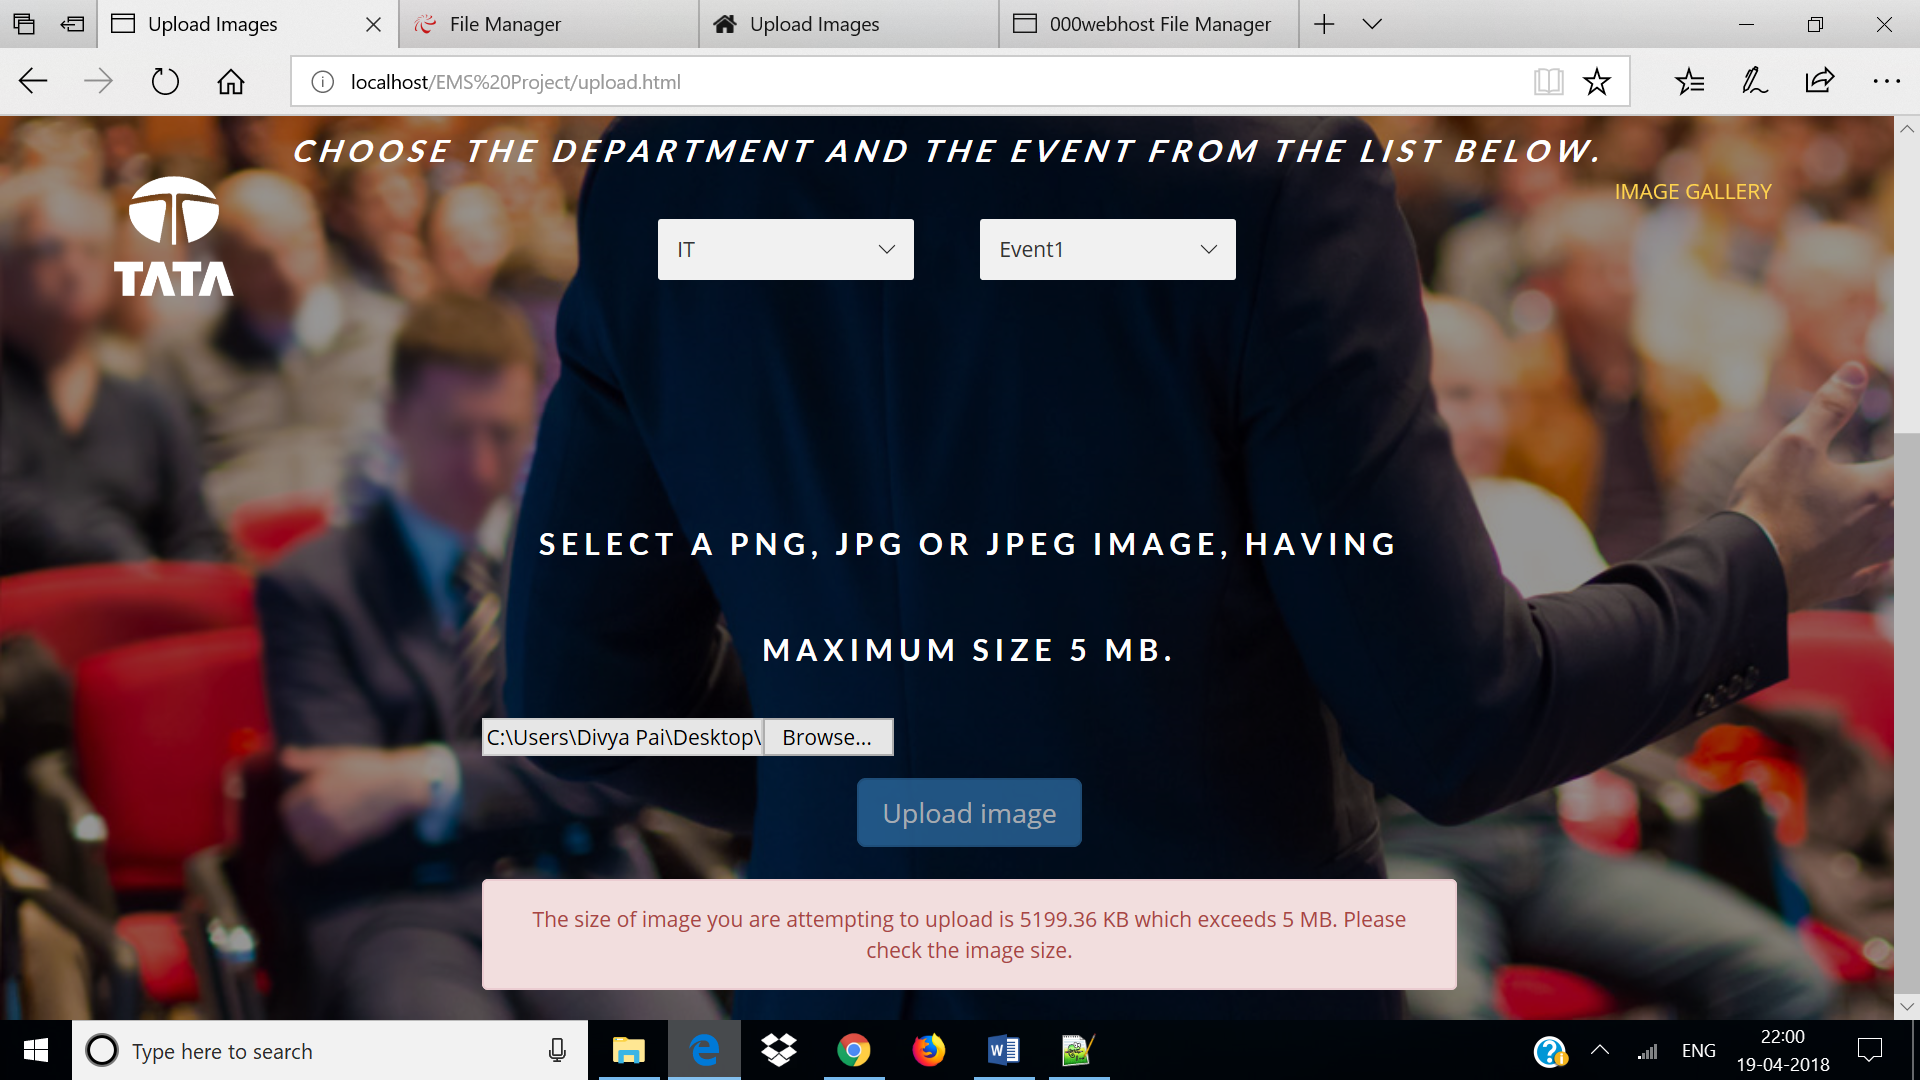 Upload Images
File Manager
Upload Images
000webhost File Manager
localhost/EMS%20Project/upload.html
CHOOSE THE DEPARTMENT AND THE EVENT FROM THE LIST BELOW.
IMAGE GALLERY
TATA
IT
Event1
SELECT A PNG, JPG OR JPEG IMAGE, HAVING
MAXIMUM SIZE 5 MB.
C:\Users\Divya Pai\Desktop\
Browse...
Upload image
The size of image you are attempting to upload is 5199.36 KB which exceeds 5 MB. Please
check the image size.
Type here to search
ENG
22:00
19-04-2018